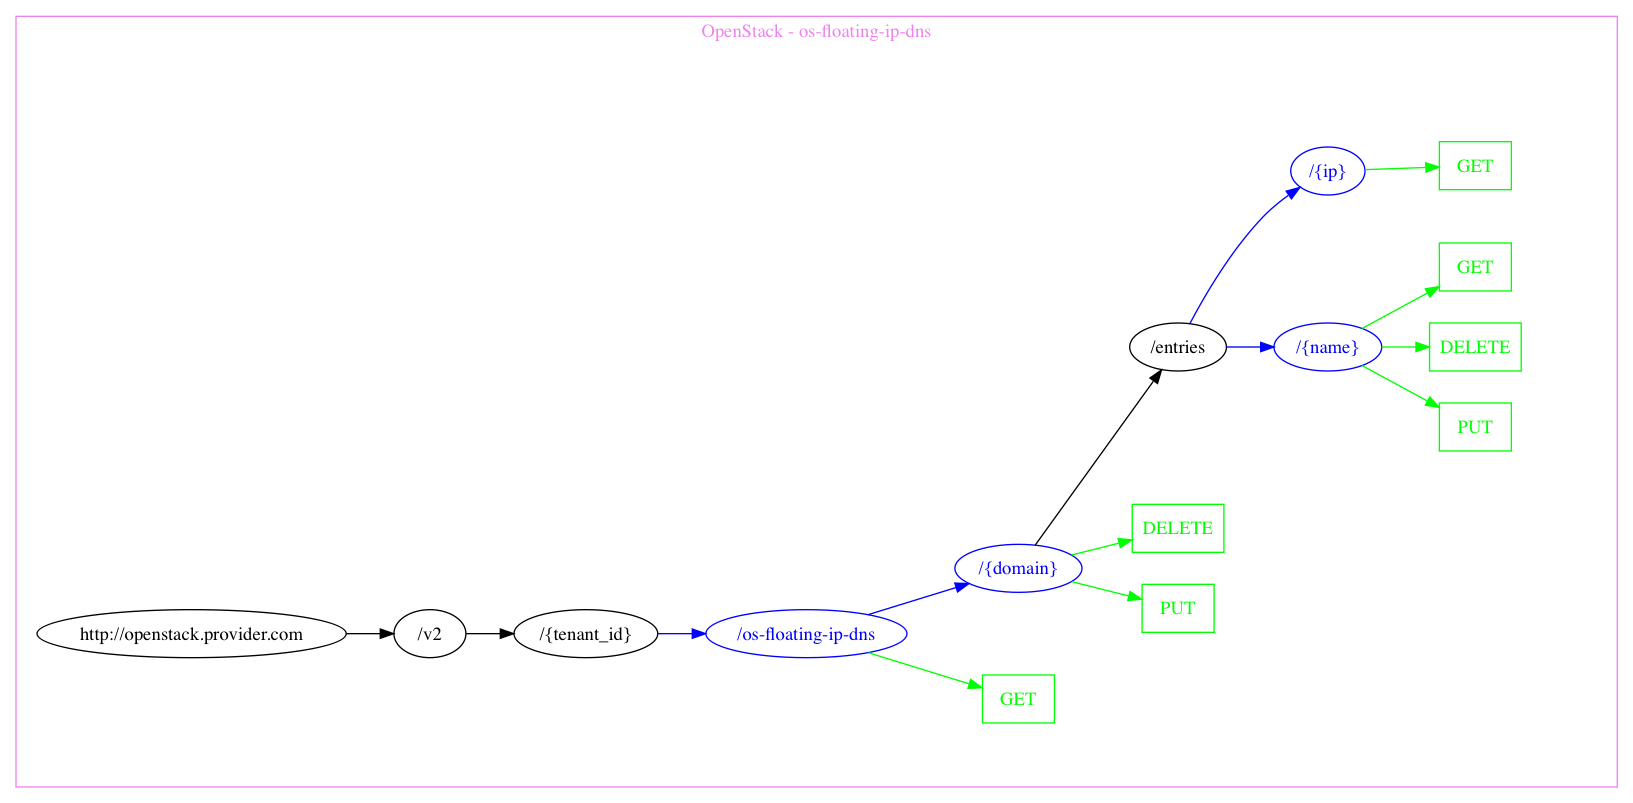 OpenStack - os-floating-ip-dns
/{ip}
GET
GET
/entries
/{name}
DELETE
PUT
DELETE
/{domain}
PUT
http://openstack.provider.com
/v2
/{tenant_id}
/os-floating-ip-dns
GET